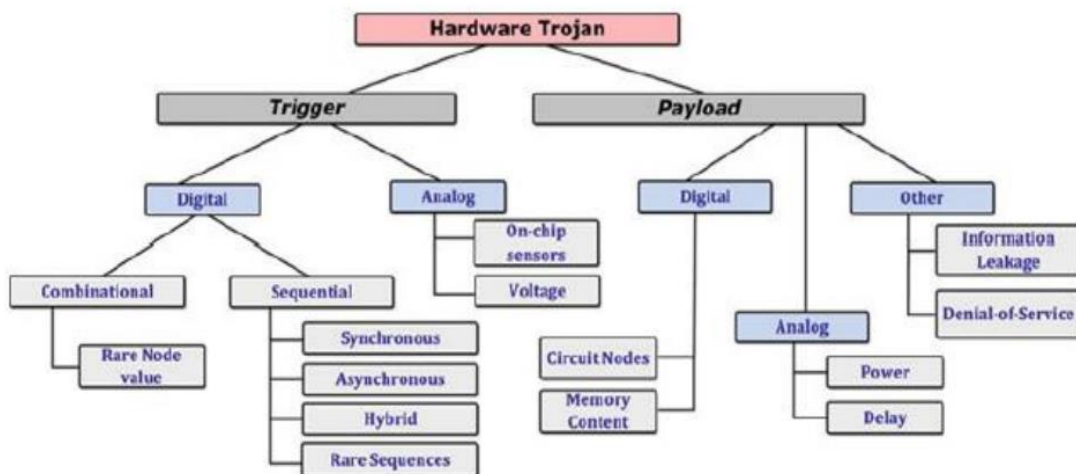 Hardware Trojan
Trigger
Payload
Digital
Analog
Digital
Other
On-chip
sensors
Information
Leakage
Combinational
Sequential
Voltage
Denial-of-Service
Analog
Synchronous
Rare Node
value
Circuit Nodes
Power
Asynchronous
Memory
Content
Hybrid
Delay
Rare Sequences